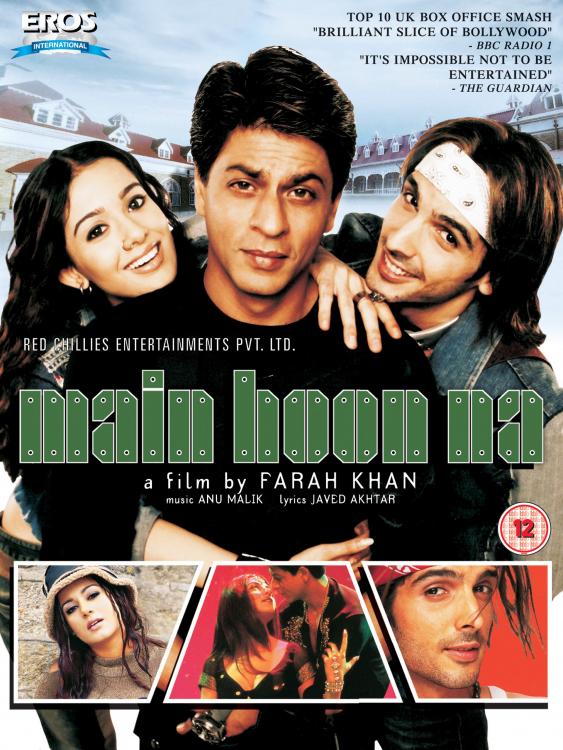 EROS
INTERNATIONAL
TOP 10 UK BOX OFFICE SMASH
"BRILLIANT SLICE OF BOLLYWOOD"
- BBC RADIO 1
"IT'S IMPOSSIBLE NOT TO BE
ENTERTAINED"
- THE GUARDIAN
RED CHILLIES ENTERTAINMENTS PVT. LTD.
main hoon na
a film by FARAH KHAN
music ANU MALIK lyrics JAVED AKHTAR
12